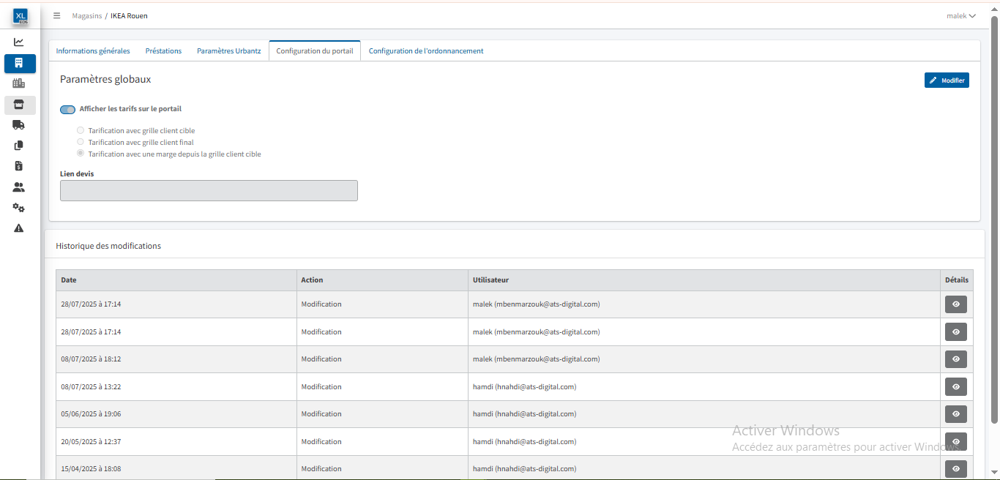 XL
EDS
Magasins / IKEA Rouen
malek
Informations générales
Préstations
Paramètres Urbantz
Configuration du portail
Configuration de l'ordonnancement
Paramètres globaux
Modifier
Afficher les tarifs sur le portail
Tarification avec grille client cible
Tarification avec grille client final
Tarification avec une marge depuis la grille client cible
Lien devis
Historique des modifications
Date Action Utilisateur Détails
28/07/2025 à 17:14 Modification malek (mbenmarzouk@ats-digital.com)
28/07/2025 à 17:14 Modification malek (mbenmarzouk@ats-digital.com)
08/07/2025 à 18:12 Modification malek (mbenmarzouk@ats-digital.com)
08/07/2025 à 13:22 Modification hamdi (hnahdi@ats-digital.com)
05/06/2025 à 19:06 Modification hamdi (hnahdi@ats-digital.com)
20/05/2025 à 12:37 Modification hamdi (hnahdi@ats-digital.com)
15/04/2025 à 18:08 Modification hamdi (hnahdi@ats-digital.com)
Activer Windows
Accédez aux paramètres pour activer Windows.